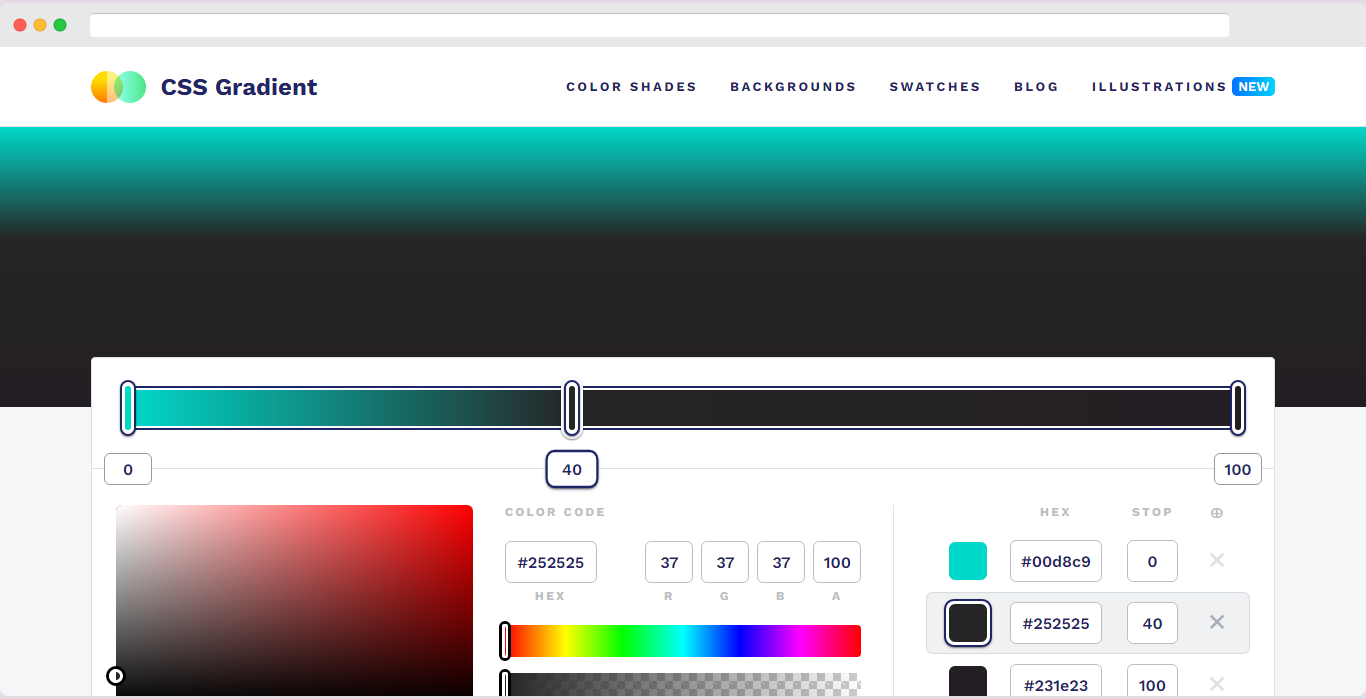 CSS Gradient
COLOR SHADES BACKGROUNDS SWATCHES BLOG ILLUSTRATIONS NEW
0 40 100
COLOR CODE
#252525 37 37 37 100
HEX R G B A
HEX STOP
#00d8c9 0
#252525 40
#231e23 100